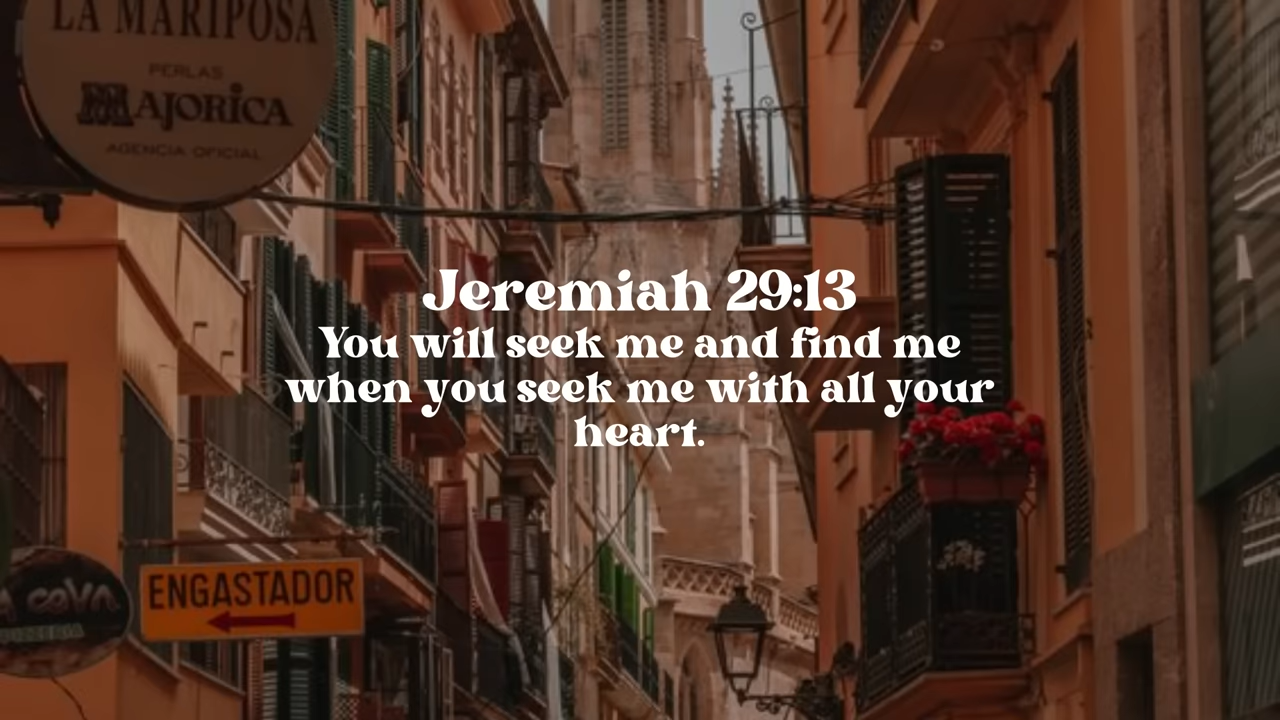 LA MARIPOSA
PERLAS
MAJORICA
AGENCIA OFICIAL
Jeremiah 29:13
You will seek me and find me
when you seek me with all your
heart.
ENGASTADOR